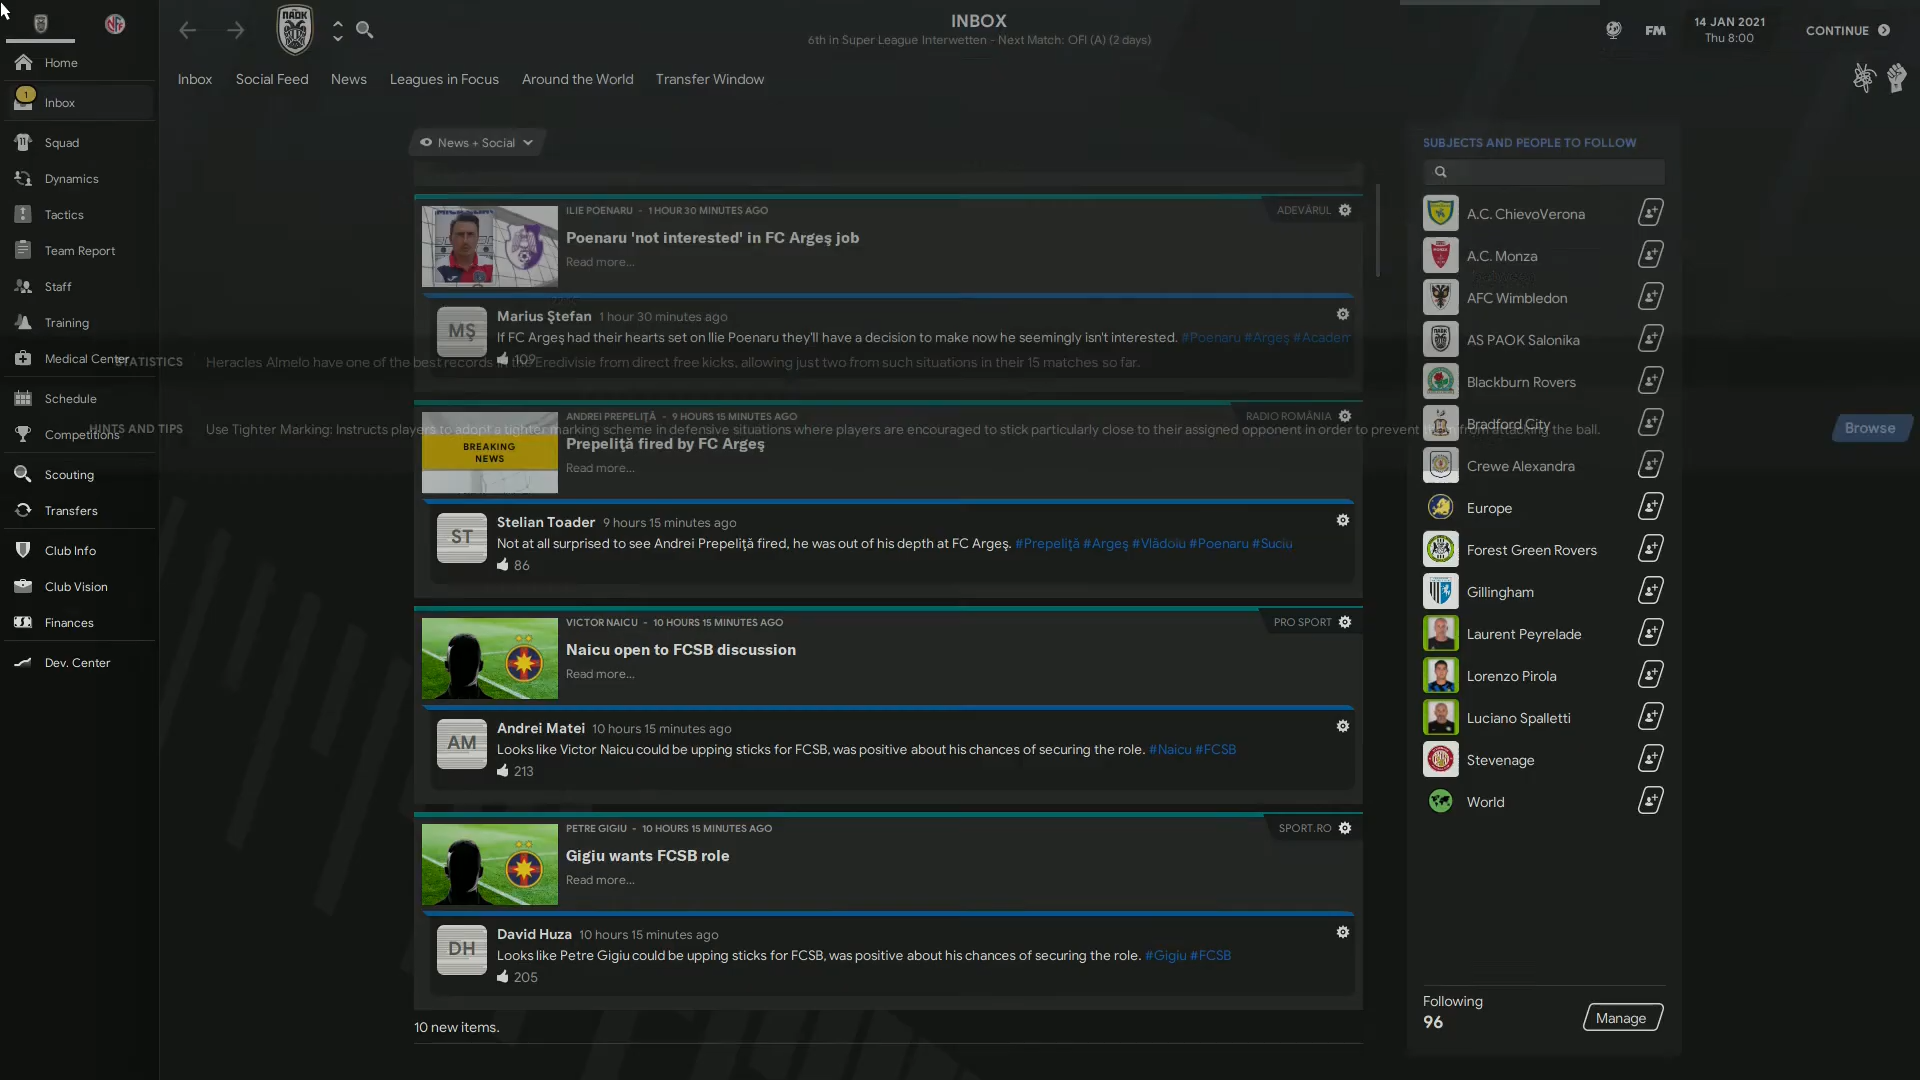 INBOX
6th in Super League Interwetten - Next Match: OFI (A) (2 days)
FM
14 JAN 2021
Thu 8:00
CONTINUE
Home
1
Inbox
Squad
Dynamics
Tactics
Team Report
Staff
Training
Medical Center
Schedule
Competitions
Scouting
Transfers
Club Info
Club Vision
Finances
Dev. Center
Inbox Social Feed News Leagues in Focus Around the World Transfer Window
News + Social
ILIE POENARU - 1 HOUR 30 MINUTES AGO
ADEVĂRUL
Poenaru 'not interested' in FC Argeş job
Read more...
MŞ
Marius Ştefan 1 hour 30 minutes ago
If FC Argeş had their hearts set on Ilie Poenaru they'll have a decision to make now he seemingly isn't interested. #Poenaru #Argeş #Academ
109
STATISTICS Heracles Almelo have one of the best records in the Eredivisie from direct free kicks, allowing just two from such situations in their 15 matches so far.
ANDREI PREPELIŢĂ - 9 HOURS 15 MINUTES AGO
RADIO ROMÂNIA
HINTS AND TIPS Use Tighter Marking: Instructs players to adopt a tighter marking scheme in defensive situations where players are encouraged to stick particularly close to their assigned opponent in order to prevent them from attacking the ball.
Browse
BREAKING
NEWS
Prepeliţă fired by FC Argeş
Read more...
ST
Stelian Toader 9 hours 15 minutes ago
Not at all surprised to see Andrei Prepeliţă fired, he was out of his depth at FC Argeş. #Prepeliţă #Argeş #Vlădoiu #Poenaru #Suciu
86
VICTOR NAICU - 10 HOURS 15 MINUTES AGO
PRO SPORT
Naicu open to FCSB discussion
Read more...
AM
Andrei Matei 10 hours 15 minutes ago
Looks like Victor Naicu could be upping sticks for FCSB, was positive about his chances of securing the role. #Naicu #FCSB
213
PETRE GIGIU - 10 HOURS 15 MINUTES AGO
SPORT.RO
Gigiu wants FCSB role
Read more...
DH
David Huza 10 hours 15 minutes ago
Looks like Petre Gigiu could be upping sticks for FCSB, was positive about his chances of securing the role. #Gigiu #FCSB
205
10 new items.
SUBJECTS AND PEOPLE TO FOLLOW
A.C. ChievoVerona
A.C. Monza
AFC Wimbledon
AS PAOK Salonika
Blackburn Rovers
Bradford City
Crewe Alexandra
Europe
Forest Green Rovers
Gillingham
Laurent Peyrelade
Lorenzo Pirola
Luciano Spalletti
Stevenage
World
Following
96
Manage